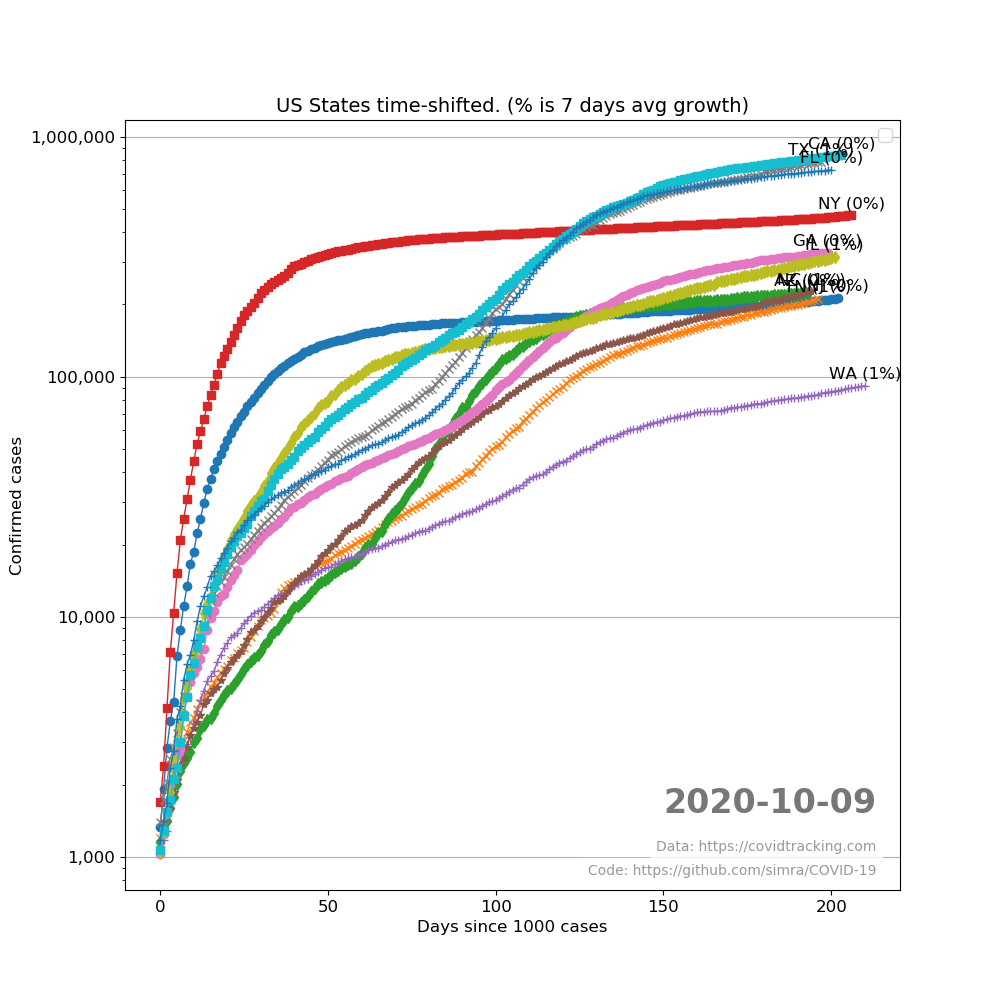 US States time-shifted. (% is 7 days avg growth)
1,000,000
CA (0%)
TX (1%)
FL (0%)
NY (0%)
GA (0%)
IL (1%)
WA (1%)
100,000
10,000
1,000
Confirmed cases
2020-10-09
Data: https://covidtracking.com
Code: https://github.com/simra/COVID-19
0 50 100 150 200
Days since 1000 cases